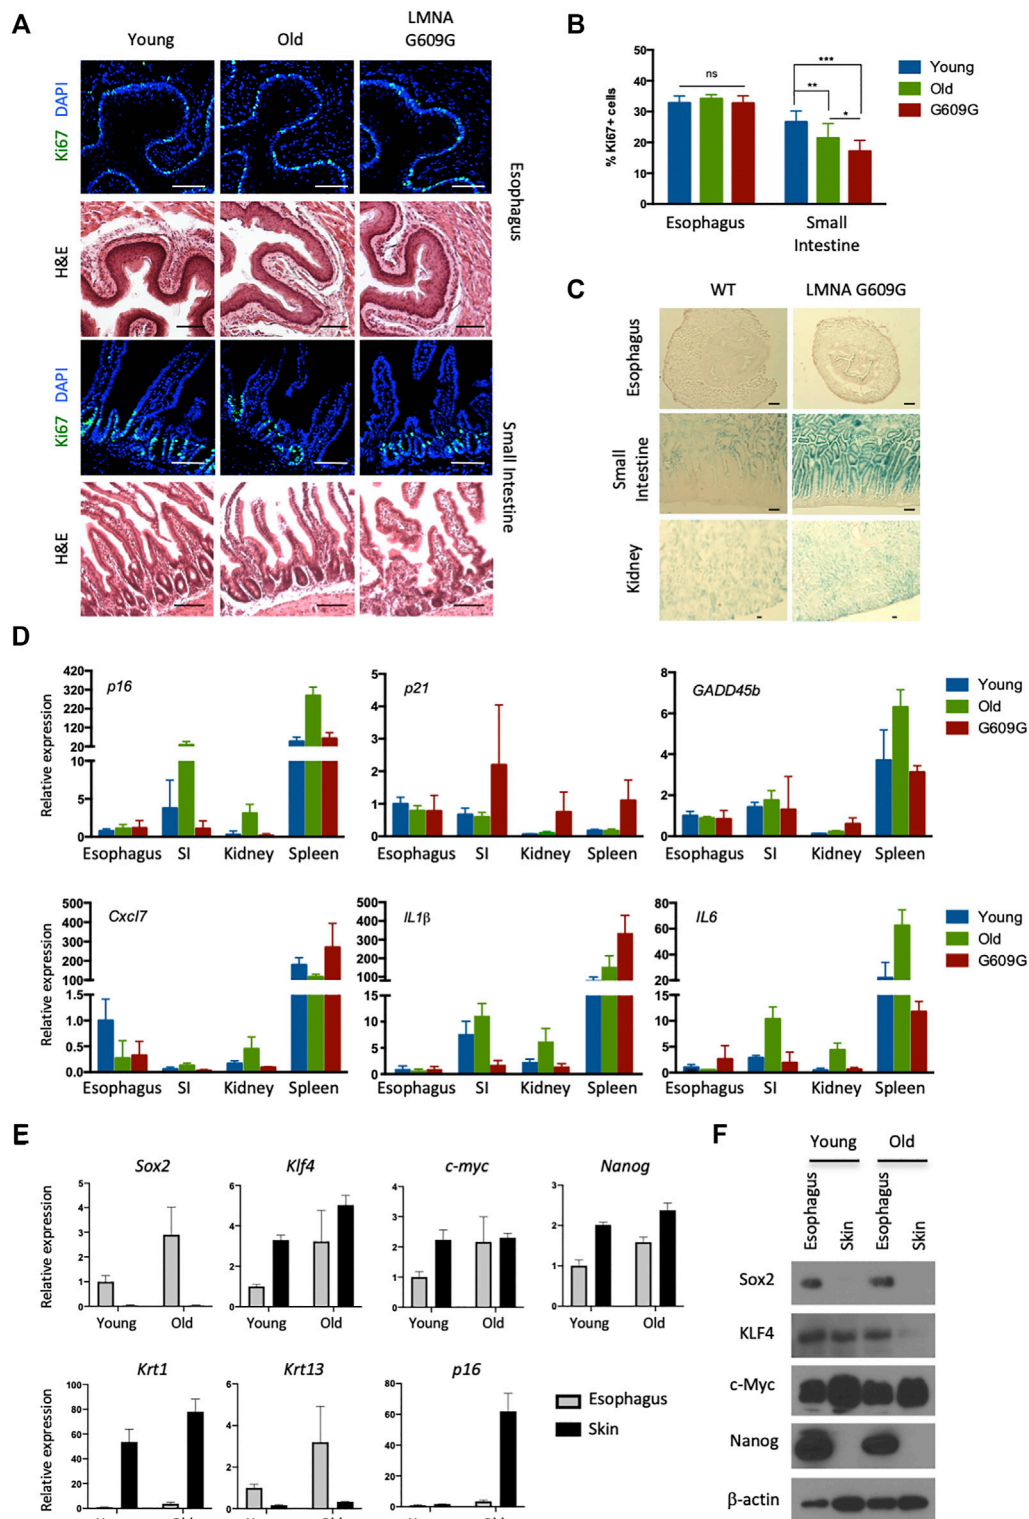 A
Young
Old
LMNA
G609G
Ki67 DAPI
H&E
Esophagus
Ki67 DAPI
H&E
Small Intestine
B
% Ki67+ cells
50
40
30
20
10
0
ns
**
***
*
Esophagus
Small
Intestine
Young
Old
G609G
C
WT
LMNA G609G
Esophagus
Small
Intestine
Kidney
D
Relative expression
p16
420
320
220
120
20
10
5
0
Esophagus SI Kidney Spleen
p21
5
4
3
2
1
0
Esophagus SI Kidney Spleen
GADD45b
8
6
4
2
0
Esophagus SI Kidney Spleen
Young
Old
G609G
Relative expression
Cxcl7
500
400
300
200
100
1.5
1.0
0.5
0.0
Esophagus SI Kidney Spleen
IL1β
500
400
300
200
100
15
10
5
0
Esophagus SI Kidney Spleen
IL6
80
60
40
20
15
10
5
0
Esophagus SI Kidney Spleen
Young
Old
G609G
E
Relative expression
Sox2
5
4
3
2
1
0
Young Old
Klf4
6
4
2
0
Young Old
c-myc
4
3
2
1
0
Young Old
Nanog
3
2
1
0
Young Old
Relative expression
Krt1
100
80
60
40
20
0
Krt13
6
4
2
0
p16
80
60
40
20
0
Esophagus
Skin
F
Young
Old
Esophagus
Skin
Esophagus
Skin
Sox2
KLF4
c-Myc
Nanog
β-actin